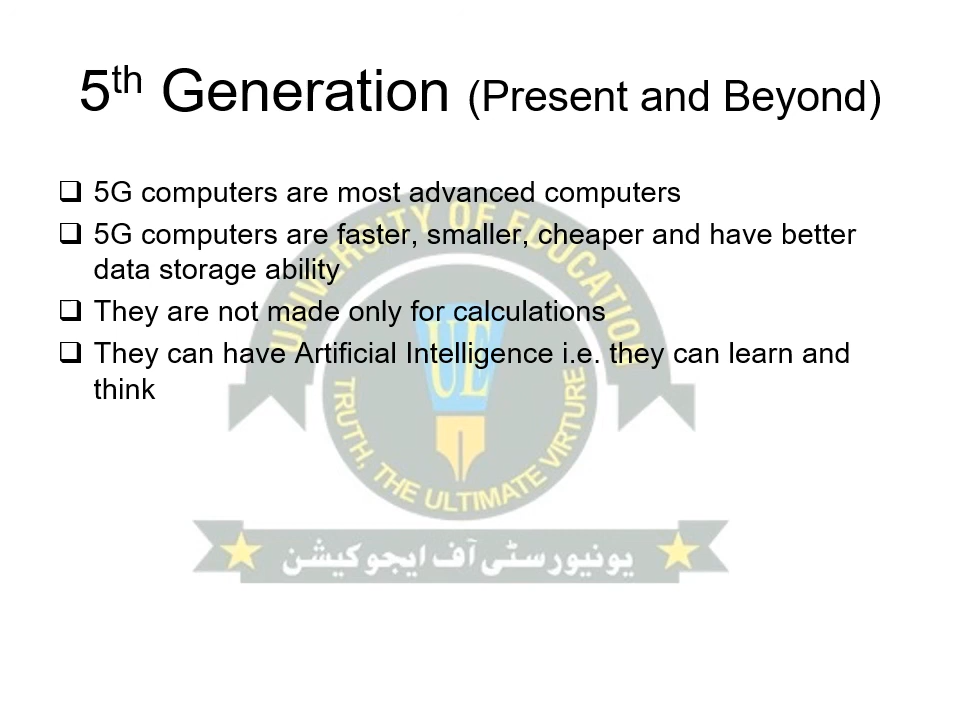 5th Generation (Present and Beyond)
❑ 5G computers are most advanced computers
❑ 5G computers are faster, smaller, cheaper and have better
data storage ability
❑ They are not made only for calculations
❑ They can have Artificial Intelligence i.e. they can learn and
think
UNIVERSITY OF EDUCATION
UE
TRUTH, THE ULTIMATE VIRTURE
یونیورسٹی آف ایجوکیشن